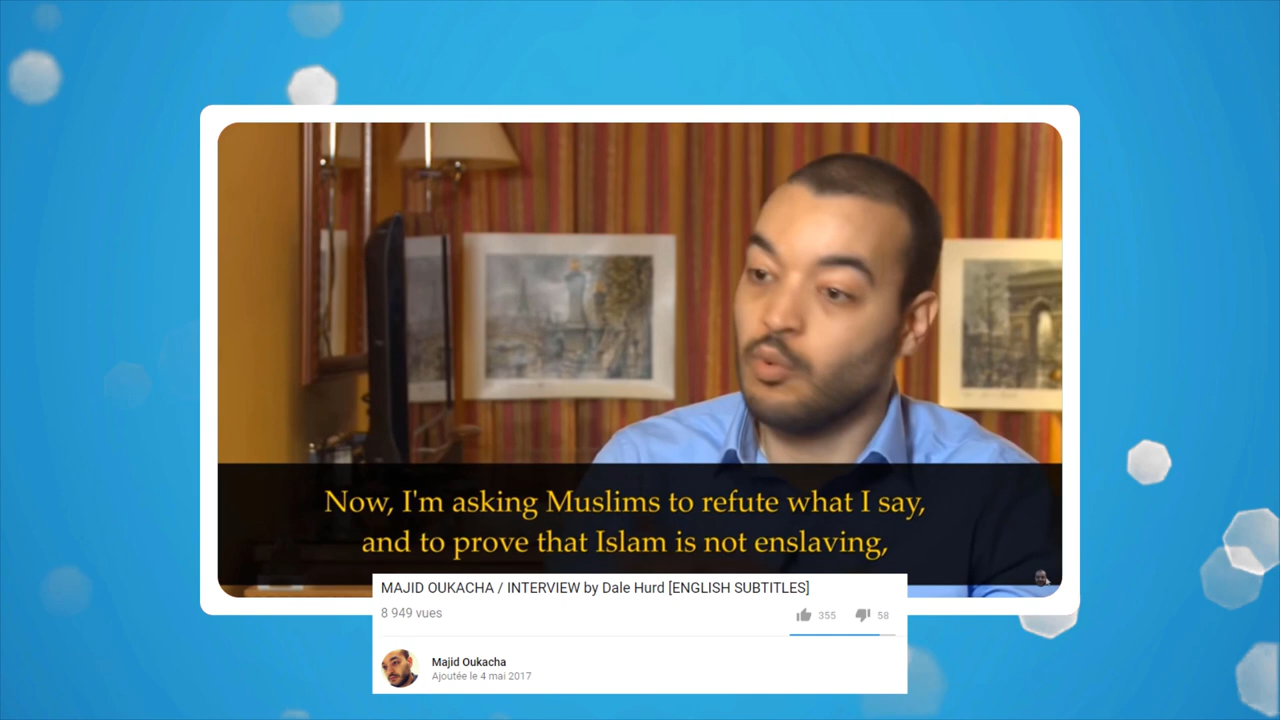 Now, I'm asking Muslims to refute what I say,
and to prove that Islam is not enslaving,
MAJID OUKACHA / INTERVIEW by Dale Hurd [ENGLISH SUBTITLES]
8 949 vues
355 58
Majid Oukacha
Ajoutée le 4 mai 2017